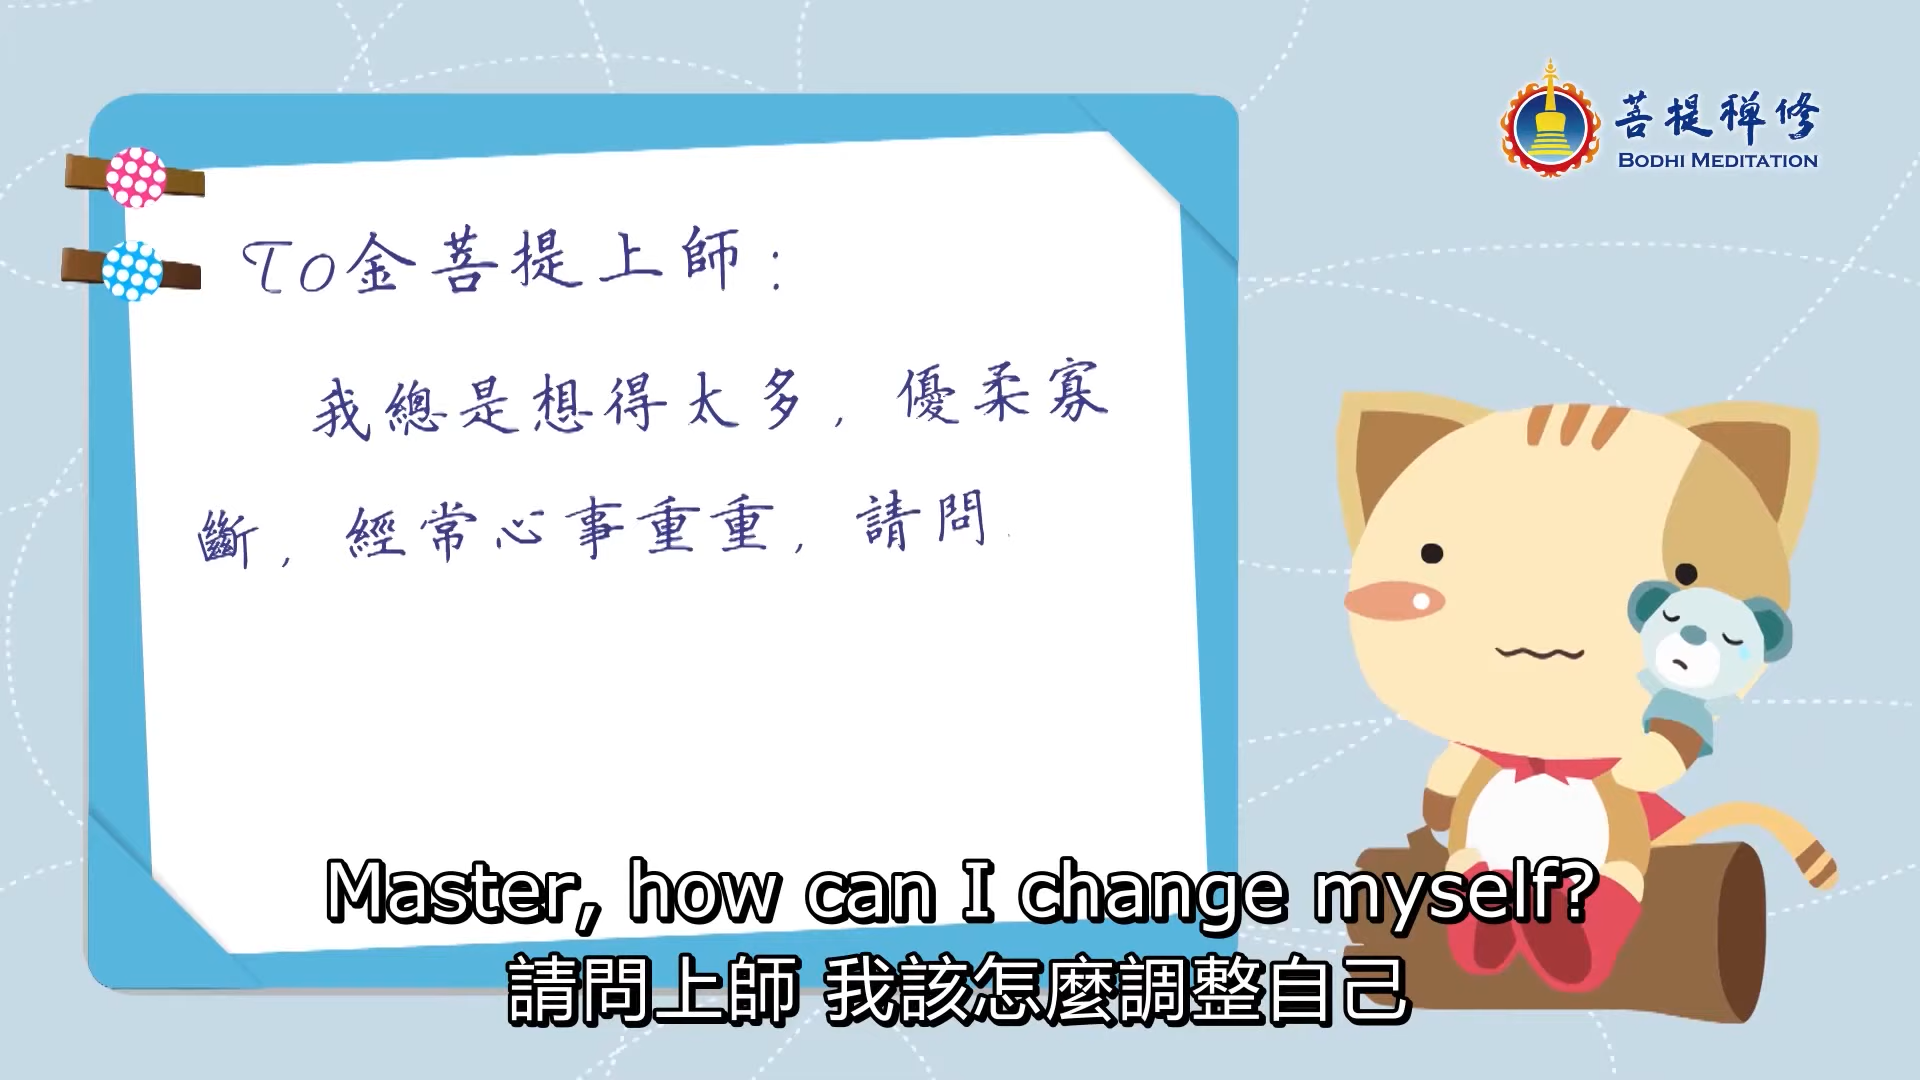 菩提禪修
BODHI MEDITATION
To金菩提上師：
我總是想得太多，優柔寡
斷，經常心事重重，請問
Master, how can I change myself?
請問上師 我該怎麼調整自己